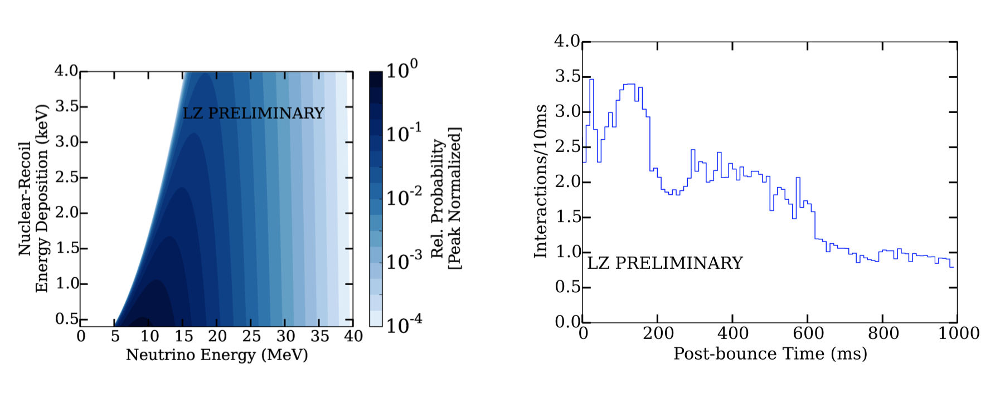 4.0
3.5
3.0
2.5
2.0
1.5
1.0
0.5
Nuclear-Recoil
Energy Deposition (keV)
LZ PRELIMINARY
0 5 10 15 20 25 30 35 40
Neutrino Energy (MeV)
10^0
10^-1
10^-2
10^-3
10^-4
Rel. Probability
[Peak Normalized]
4.0
3.5
3.0
2.5
2.0
1.5
1.0
0.5
0.0
Interactions/10ms
LZ PRELIMINARY
0 200 400 600 800 1000
Post-bounce Time (ms)